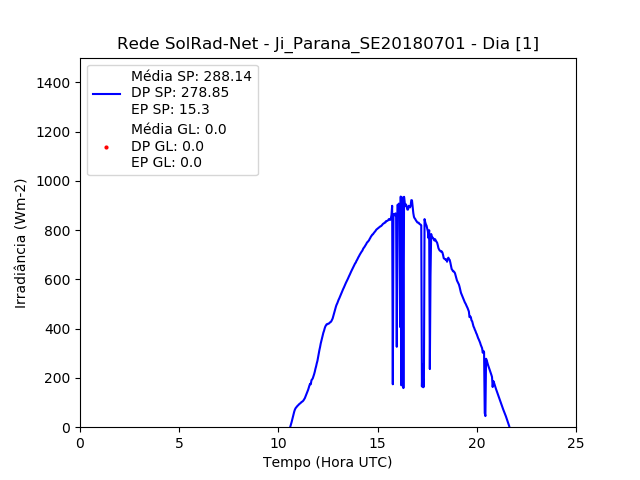 Rede SolRad-Net - Ji_Parana_SE20180701 - Dia [1]
Média SP: 288.14
DP SP: 278.85
EP SP: 15.3
Média GL: 0.0
DP GL: 0.0
EP GL: 0.0
Irradiância (Wm-2)
1400
1200
1000
800
600
400
200
0
0 5 10 15 20 25
Tempo (Hora UTC)